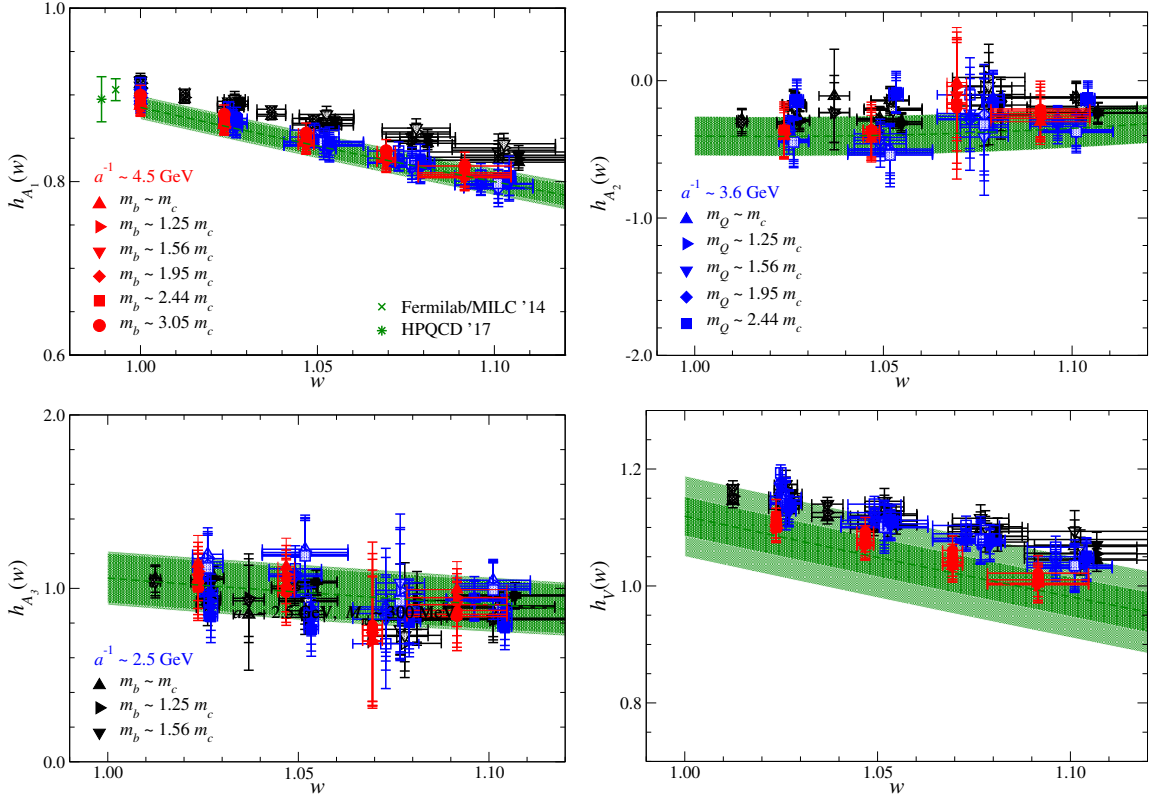 1.0
0.8
0.6
h_{A_1}(w)
a^{-1} ~ 4.5 GeV
m_b ~ m_c
m_b ~ 1.25 m_c
m_b ~ 1.56 m_c
m_b ~ 1.95 m_c
m_b ~ 2.44 m_c
m_b ~ 3.05 m_c
Fermilab/MILC '14
HPQCD '17
1.00 1.05 1.10
w
0.0
-1.0
-2.0
h_{A_2}(w)
a^{-1} ~ 3.6 GeV
m_Q ~ m_c
m_Q ~ 1.25 m_c
m_Q ~ 1.56 m_c
m_Q ~ 1.95 m_c
m_Q ~ 2.44 m_c
1.00 1.05 1.10
w
2.0
1.0
0.0
h_{A_3}(w)
a^{-1} ~ 2.5 GeV
m_b ~ m_c
m_b ~ 1.25 m_c
m_b ~ 1.56 m_c
1.00 1.05 1.10
w
1.2
1.0
0.8
h_V(w)
1.00 1.05 1.10
w